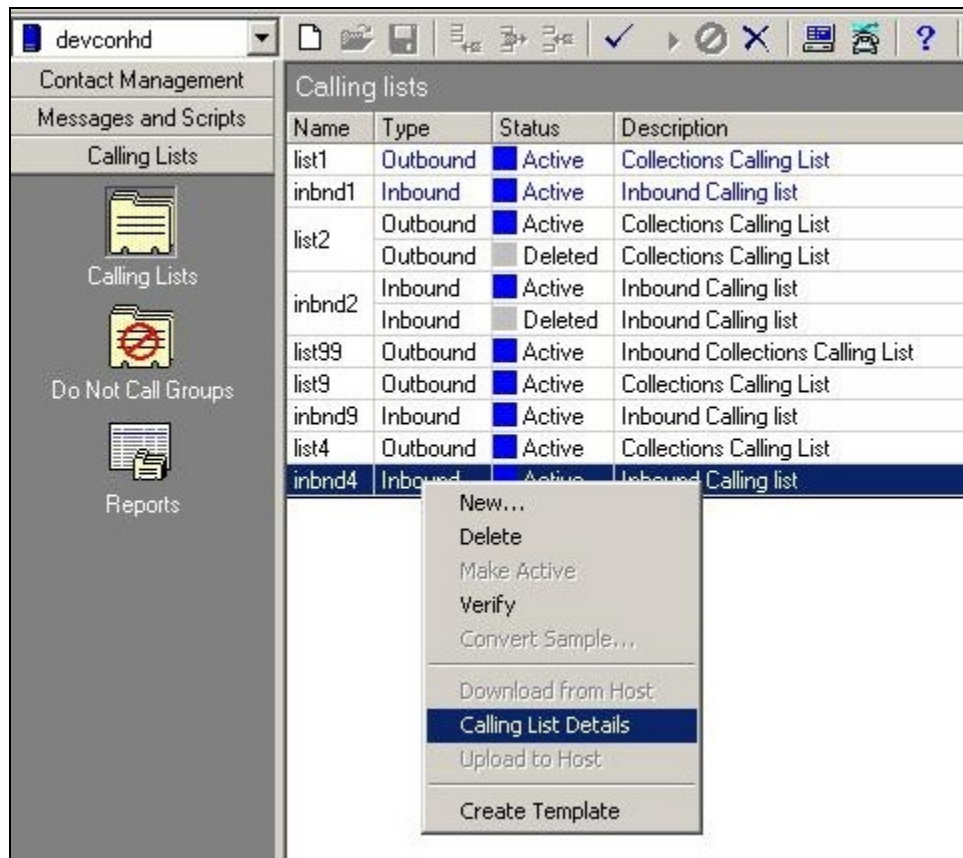 devconhd
Contact Management
Messages and Scripts
Calling Lists
Calling Lists
Do Not Call Groups
Reports
?
Calling lists
Name Type Status Description
list1 Outbound Active Collections Calling List
inbnd1 Inbound Active Inbound Calling list
list2 Outbound Active Collections Calling List
Outbound Deleted Collections Calling List
inbnd2 Inbound Active Inbound Calling list
Inbound Deleted Inbound Calling list
list99 Outbound Active Inbound Collections Calling List
list9 Outbound Active Collections Calling List
inbnd9 Inbound Active Inbound Calling list
list4 Outbound Active Collections Calling List
inbnd4 Inbound Active Inbound Calling list
New...
Delete
Make Active
Verify
Convert Sample...
Download from Host
Calling List Details
Upload to Host
Create Template